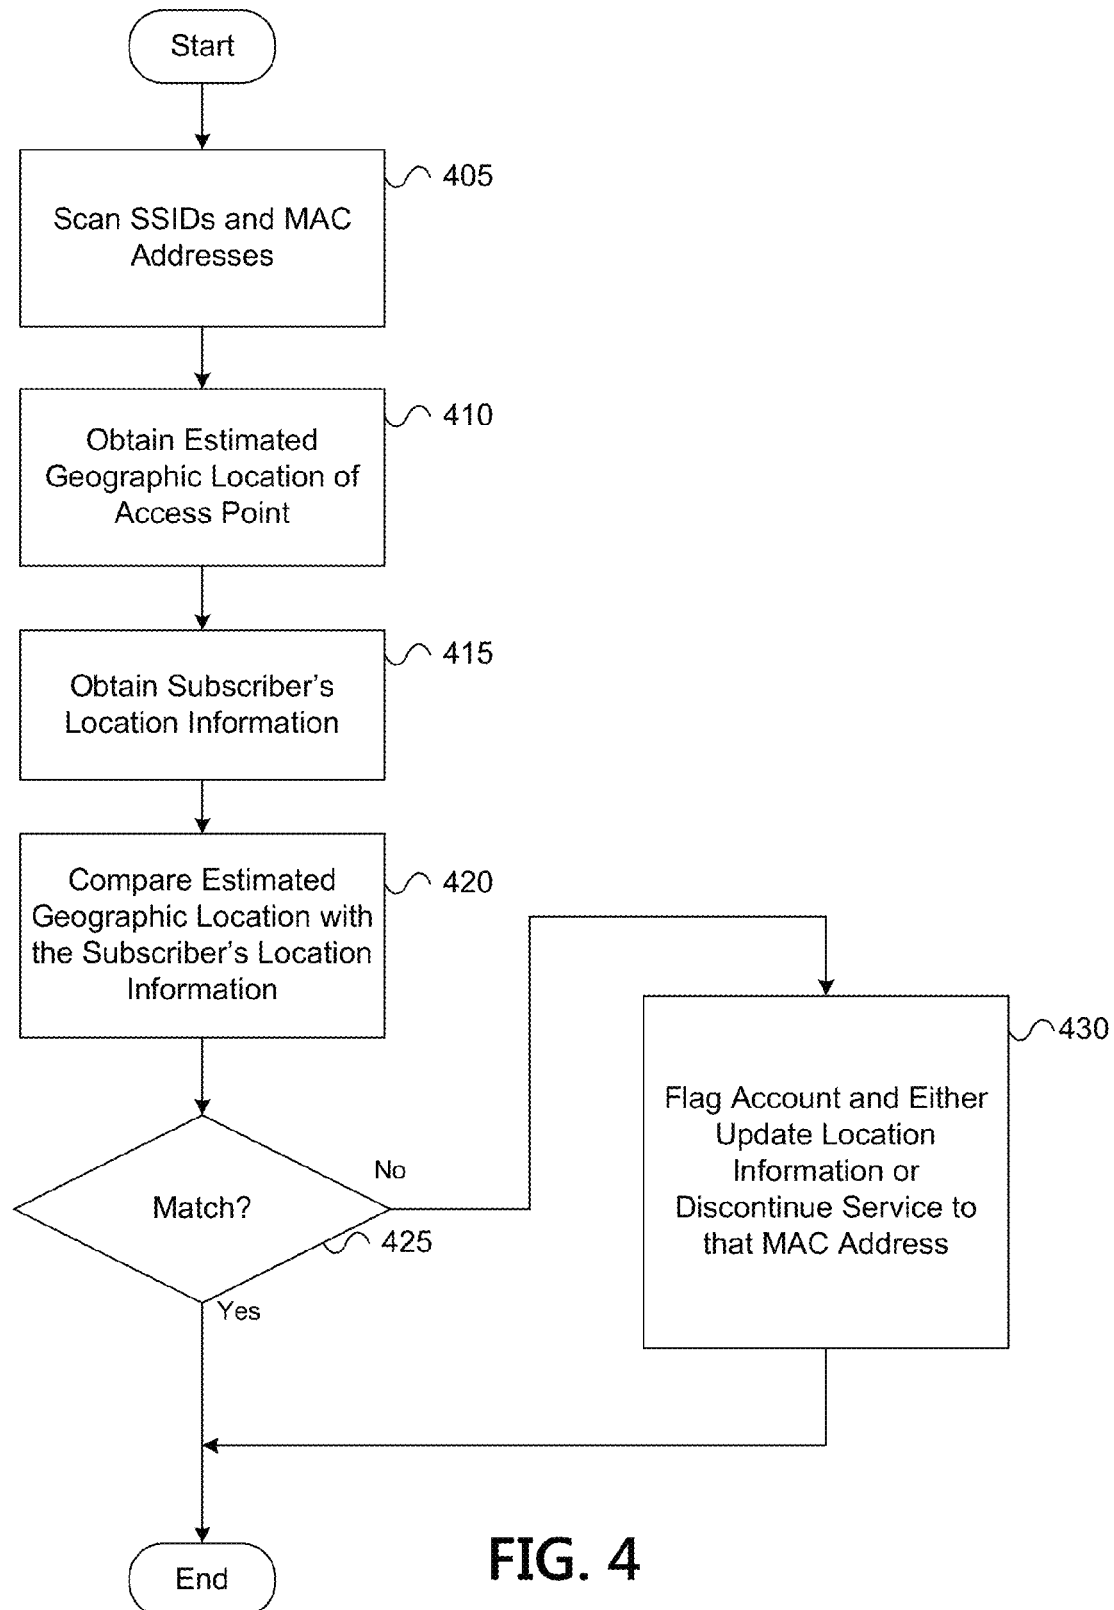 Start
405
Scan SSIDs and MAC
Addresses
410
Obtain Estimated
Geographic Location of
Access Point
415
Obtain Subscriber's
Location Information
420
Compare Estimated
Geographic Location with
the Subscriber's Location
Information
430
Flag Account and Either
Update Location
Information or
Discontinue Service to
that MAC Address
No
Match?
425
Yes
End
FIG. 4